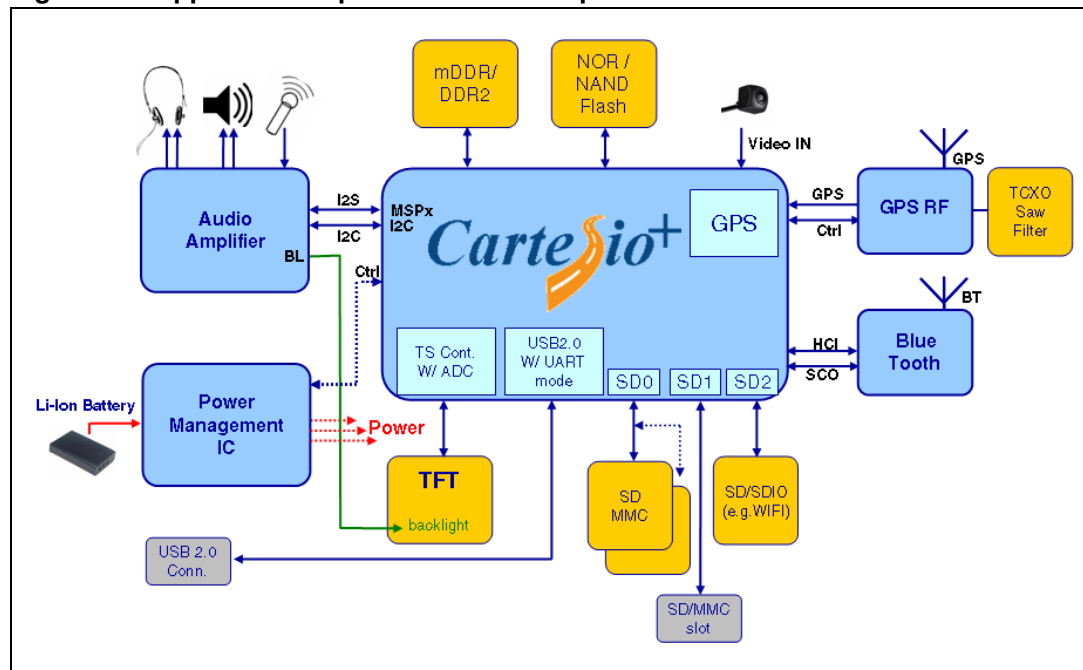 mDDR/
DDR2
NOR /
NAND
Flash
Video IN
GPS
Audio
Amplifier
BL
I2S
I2C
MSPx
I2C
Cartesio+
GPS
GPS
Ctrl
GPS RF
TCXO
Saw
Filter
Ctrl
BT
HCI
SCO
Blue
Tooth
TS Cont.
W/ ADC
USB2.0
W/ UART
mode
SD0
SD1
SD2
Li-Ion Battery
Power
Management
IC
Power
TFT
backlight
SD
MMC
SD/SDIO
(e.g.WIFI)
USB 2.0
Conn.
SD/MMC
slot